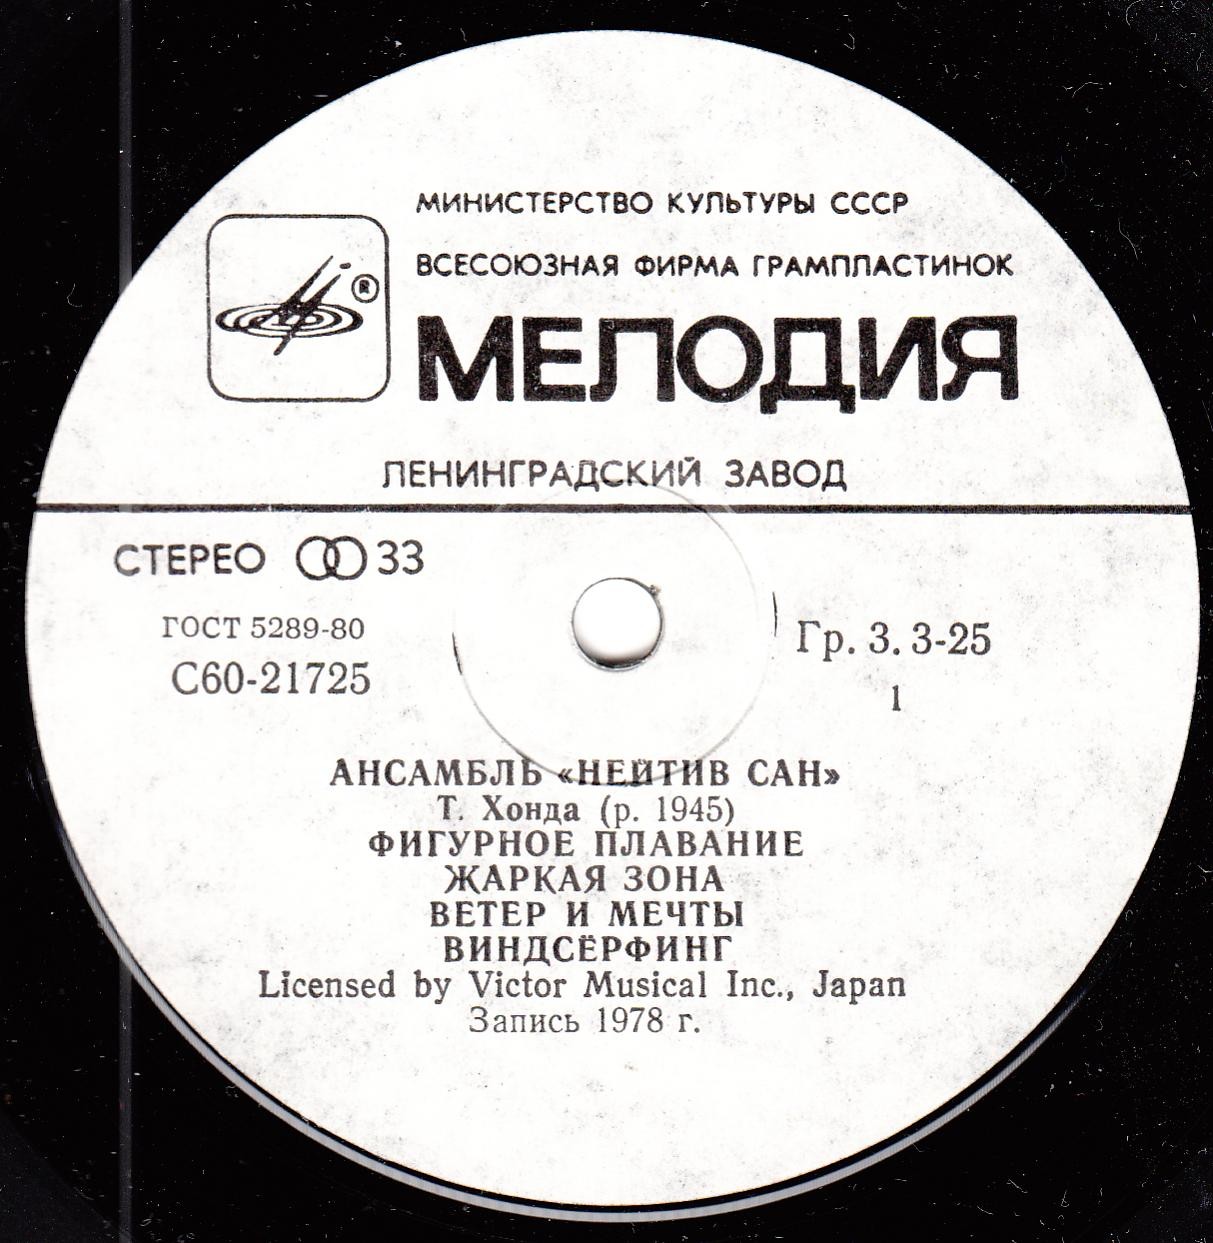 МИНИСТЕРСТВО КУЛЬТУРЫ СССР
ВСЕСОЮЗНАЯ ФИРМА ГРАМПЛАСТИНОК
®
МЕЛОДИЯ
ЛЕНИНГРАДСКИЙ ЗАВОД
СТЕРЕО 33
ГОСТ 5289-80
С60-21725
Гр. 3. 3-25
1
АНСАМБЛЬ «НЕЙТИВ САН»
Т. Хонда (р. 1945)
ФИГУРНОЕ ПЛАВАНИЕ
ЖАРКАЯ ЗОНА
ВЕТЕР И МЕЧТЫ
ВИНДСЁРФИНГ
Licensed by Victor Musical Inc., Japan
Запись 1978 г.